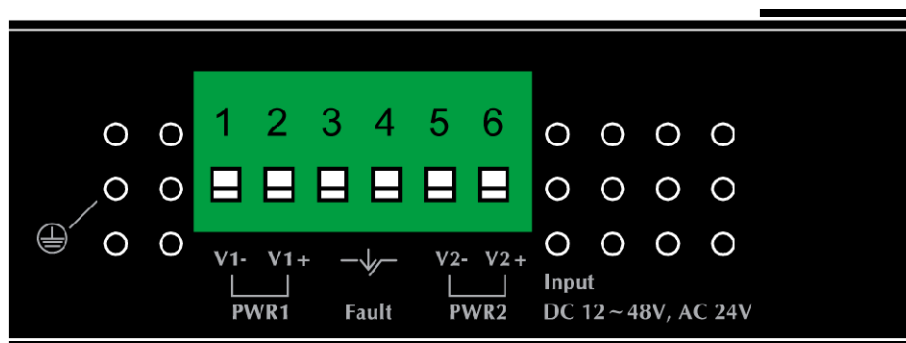 1 2 3 4 5 6
V1- V1+ V2- V2+
Input
PWR1 Fault PWR2 DC 12~48V, AC 24V